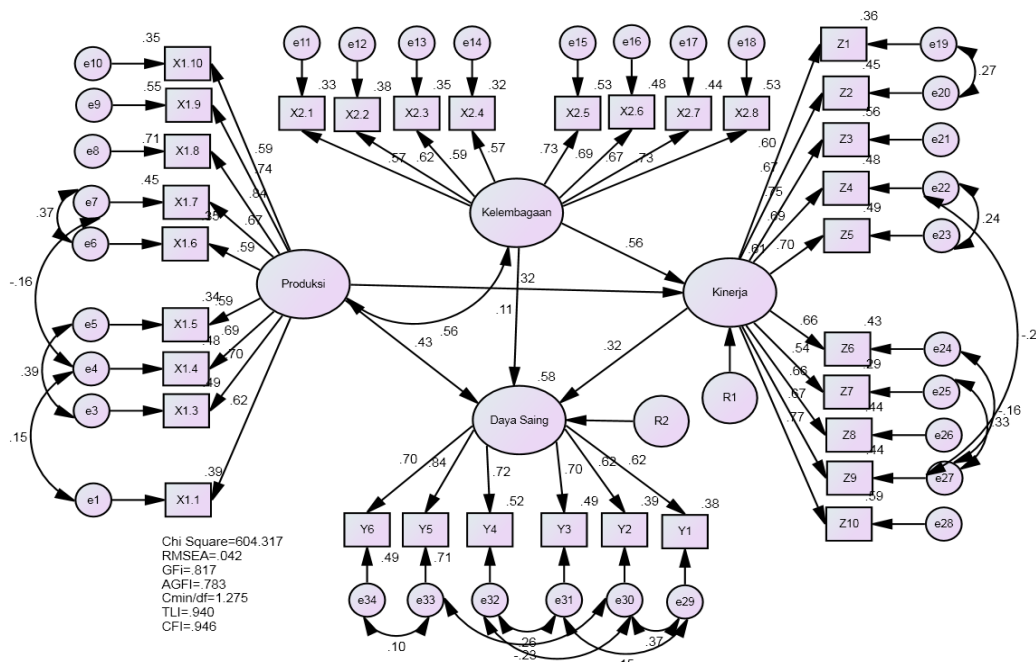 .35
e10
X1.10
.55
e9
X1.9
.71
e8
X1.8
.45
e7
X1.7
.37
.35
e6
X1.6
-.16
.34
e5
X1.5
.48
e4
X1.4
.39
.49
e3
X1.3
.15
.39
e1
X1.1
.59
.74
.84
.67
.59
.59
.69
.70
.62
Produksi
e11
e12
e13
e14
e15
e16
e17
e18
.33
.38
.35
.32
.53
.48
.44
.53
X2.1
X2.2
X2.3
X2.4
X2.5
X2.6
X2.7
X2.8
.57
.62
.59
.57
.73
.69
.67
.73
Kelembagaan
.56
.32
.11
.56
.43
.32
.36
Z1
e19
.27
.45
Z2
e20
.56
Z3
e21
.48
Z4
e22
.24
.49
Z5
e23
.60
.67
.75
.69
.70
.61
Kinerja
.66
.54
.66
.67
.77
.43
Z6
e24
.29
Z7
e25
.44
Z8
e26
.44
Z9
e27
.59
Z10
e28
-.2
-.16
.33
R1
.58
Daya Saing
R2
.70
.84
.72
.70
.62
.62
.52
.49
.39
.38
Y6
Y5
Y4
Y3
Y2
Y1
.49
.71
e34
e33
e32
e31
e30
e29
.10
.26
-.23
.37
.15
Chi Square=604.317
RMSEA=.042
GFi=.817
AGFI=.783
Cmin/df=1.275
TLI=.940
CFI=.946